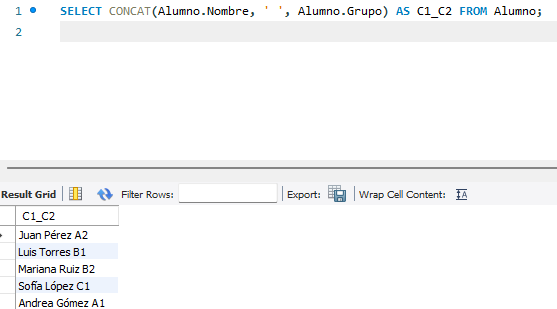 1 SELECT CONCAT(Alumno.Nombre, ' ', Alumno.Grupo) AS C1_C2 FROM Alumno;
2
Result Grid Filter Rows: Export: Wrap Cell Content:
C1_C2
Juan Pérez A2
Luis Torres B1
Mariana Ruiz B2
Sofía López C1
Andrea Gómez A1